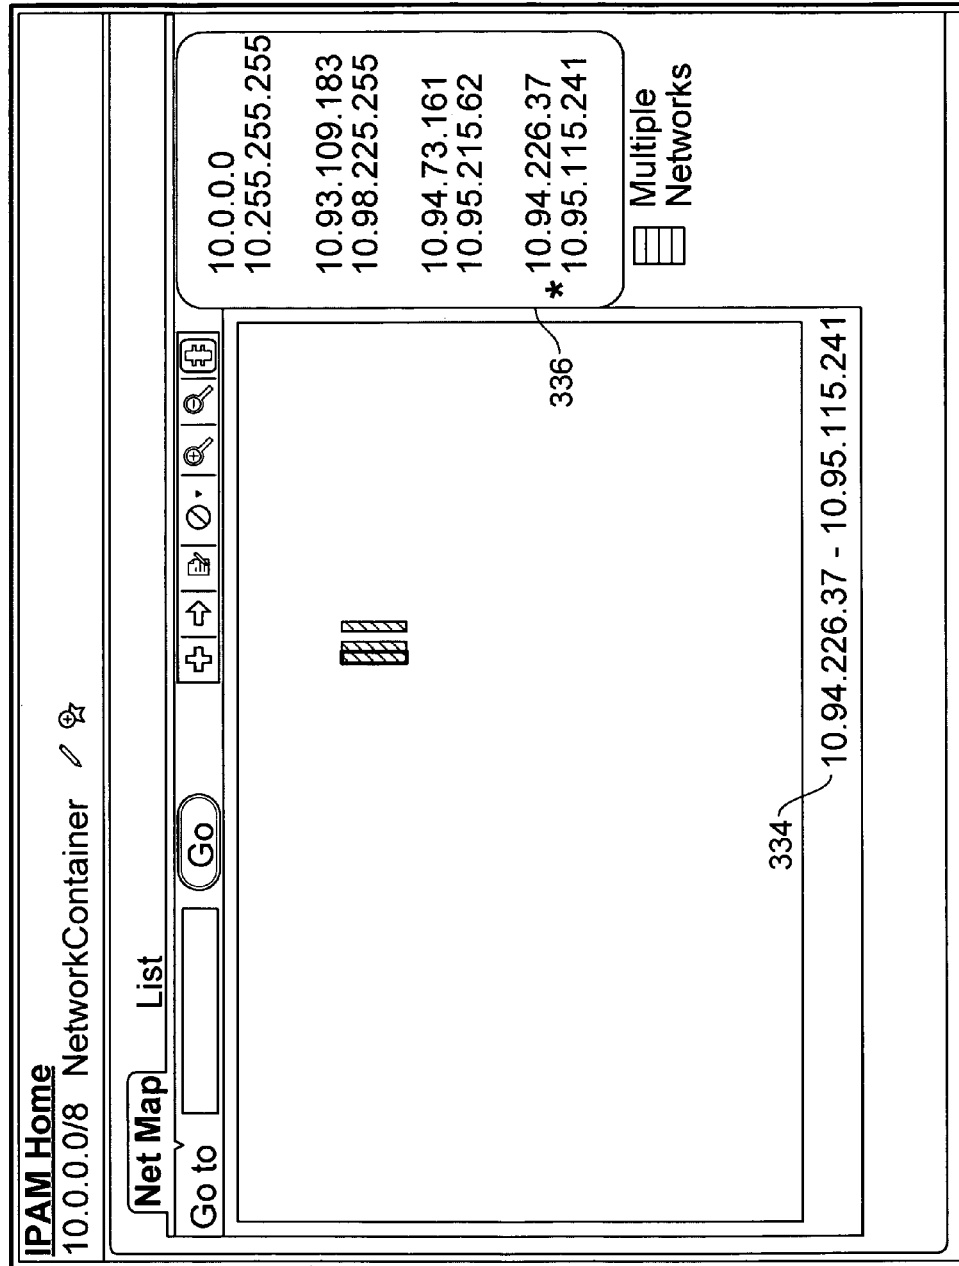 IPAM Home
10.0.0.0/8 NetworkContainer
Net Map List
Go to Go
10.0.0.0
10.255.255.255
10.93.109.183
10.98.225.255
10.94.73.161
10.95.215.62
* 10.94.226.37
10.95.115.241
336
Multiple
Networks
334
10.94.226.37 - 10.95.115.241